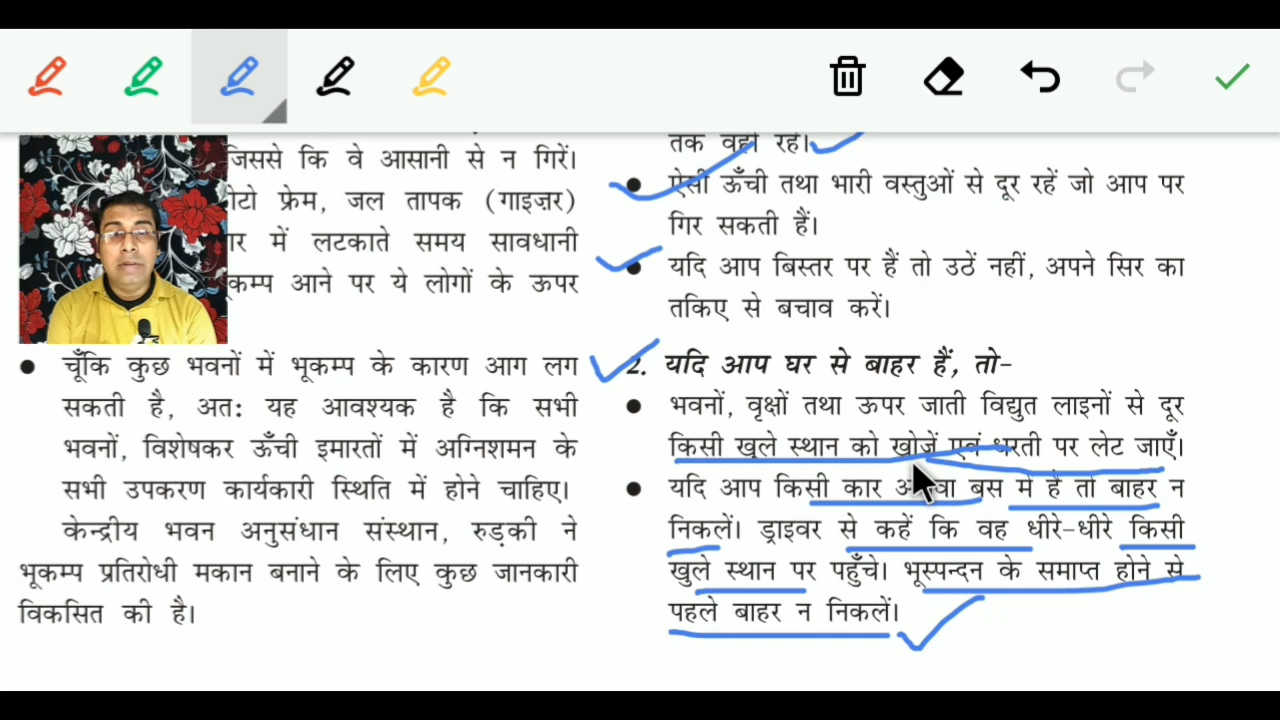 जिससे कि वे आसानी से न गिरें।
फ्रेम, जल तापक (गाइज़र)
में लटकाते समय सावधानी
आने पर ये लोगों के ऊपर
● चूँकि कुछ भवनों में भूकम्प के कारण आग लग
सकती है, अतः यह आवश्यक है कि सभी
भवनों, विशेषकर ऊँची इमारतों में अग्निशमन के
सभी उपकरण कार्यकारी स्थिति में होने चाहिए।
केन्द्रीय भवन अनुसंधान संस्थान, रुड़की ने
भूकम्प प्रतिरोधी मकान बनाने के लिए कुछ जानकारी
विकसित की है।
तक वहीं रहें।
● ऐसी ऊँची तथा भारी वस्तुओं से दूर रहें जो आप पर
गिर सकती हैं।
● यदि आप बिस्तर पर हैं तो उठें नहीं, अपने सिर का
तकिए से बचाव करें।
2. यदि आप घर से बाहर हैं, तो-
● भवनों, वृक्षों तथा ऊपर जाती विद्युत लाइनों से दूर
किसी खुले स्थान को खोजें एवं धरती पर लेट जाएँ।
● यदि आप किसी कार अथवा बस में हैं तो बाहर न
निकलें। ड्राइवर से कहें कि वह धीरे-धीरे किसी
खुले स्थान पर पहुँचे। भूस्पन्दन के समाप्त होने से
पहले बाहर न निकलें।